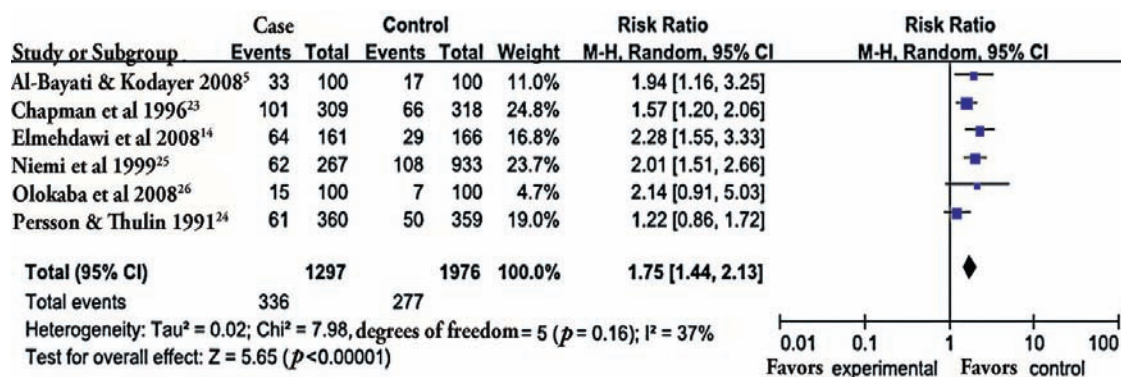 Case Control Risk Ratio Risk Ratio
Study or Subgroup Events Total Events Total Weight M-H, Random, 95% CI M-H, Random, 95% CI
Al-Bayati & Kodayer 2008⁵ 33 100 17 100 11.0% 1.94 [1.16, 3.25]
Chapman et al 1996²³ 101 309 66 318 24.8% 1.57 [1.20, 2.06]
Elmehdawi et al 2008¹⁴ 64 161 29 166 16.8% 2.28 [1.55, 3.33]
Niemi et al 1999²⁵ 62 267 108 933 23.7% 2.01 [1.51, 2.66]
Olokaba et al 2008²⁶ 15 100 7 100 4.7% 2.14 [0.91, 5.03]
Persson & Thulin 1991²⁴ 61 360 50 359 19.0% 1.22 [0.86, 1.72]
Total (95% CI) 1297 1976 100.0% 1.75 [1.44, 2.13]
Total events 336 277
Heterogeneity: Tau² = 0.02; Chi² = 7.98, degrees of freedom = 5 (p = 0.16); I² = 37%
Test for overall effect: Z = 5.65 (p<0.00001)
0.01 0.1 1 10 100
Favors experimental Favors control